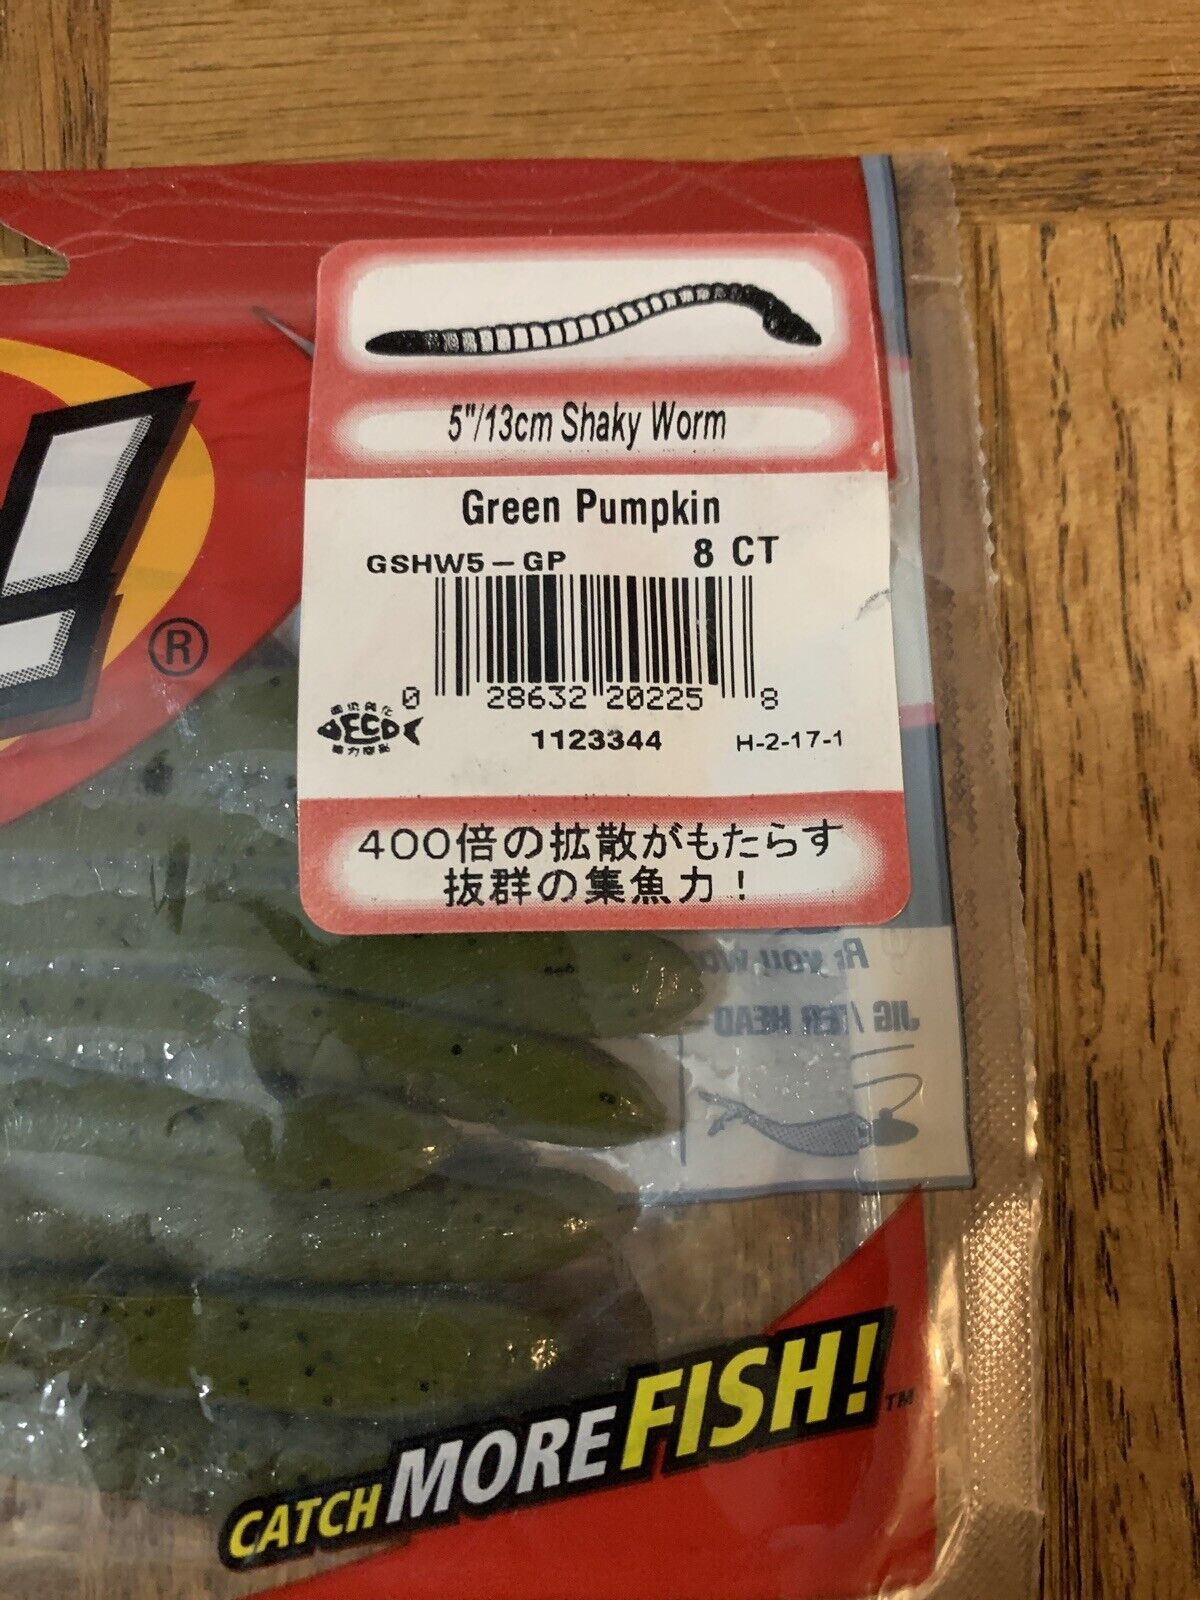 5"/13cm Shaky Worm
Green Pumpkin
GSHW5-GP 8 CT
0 28632 20225 8
ECO
1123344 H-2-17-1
400倍の拡散がもたらす
抜群の集魚力!
®
JIG HEAD
CATCH MORE FISH!™